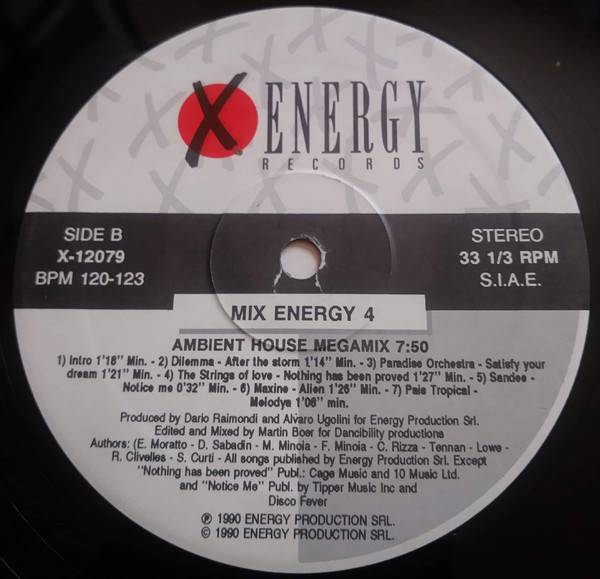 X ENERGY
RECORDS
SIDE B
X-12079
BPM 120-123
STEREO
33 1/3 RPM
S.I.A.E.
MIX ENERGY 4
AMBIENT HOUSE MEGAMIX 7:50
1) Intro 1'18" Min. - 2) Dilemma - After the storm 1'14" Min. - 3) Paradise Orchestra - Satisfy your
dream 1'21" Min. - 4) The Strings of love - Nothing has been proved 1'27" Min. - 5) Sandee -
Notice me 0'32" Min. - 6) Maxine - Alien 1'26" Min. - 7) Pais Tropical -
Melodya 1'08" min.
Produced by Dario Raimondi and Alvaro Ugolini for Energy Production Srl.
Edited and Mixed by Martin Boer for Dancibility productions
Authors: (E. Moratto - D. Sabadin - M. Minoia - F. Minoia - C. Rizza - Tennan - Lowe -
R. Clivelles - S. Curti - All songs published by Energy Production Srl. Except
"Nothing has been proved" Publ.: Cage Music and 10 Music Ltd.
and "Notice Me" Publ. by Tipper Music Inc and
Disco Fever
℗ 1990 ENERGY PRODUCTION SRL.
© 1990 ENERGY PRODUCTION SRL.